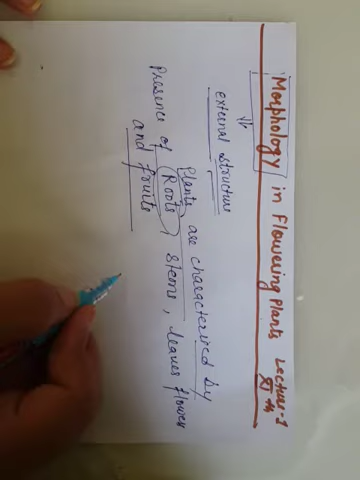 Morphology in Flowering Plants Lecture-1
XI th
external structure
Plants are characterized by
Presence of (Roots) stems, leaves flower
and fruits